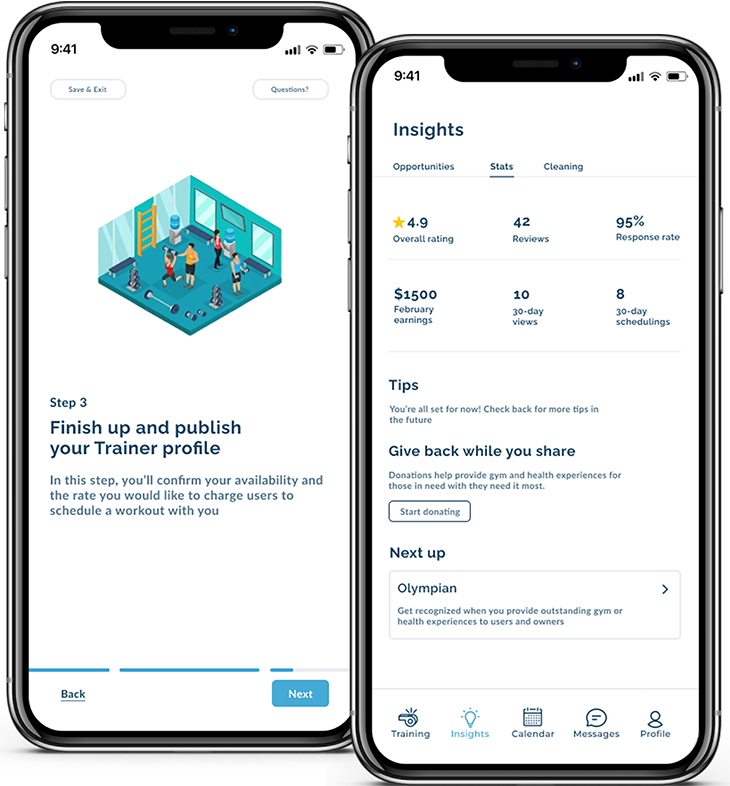 9:41
Save & Exit
Questions?
Step 3
Finish up and publish
your Trainer profile
In this step, you'll confirm your availability and
the rate you would like to charge users to
schedule a workout with you
Back
Next
9:41
Insights
Opportunities
Stats
Cleaning
4.9
Overall rating
42
Reviews
95%
Response rate
$1500
February
earnings
10
30-day
views
8
30-day
schedulings
Tips
You're all set for now! Check back for more tips in
the future
Give back while you share
Donations help provide gym and health experiences for
those in need with they need it most.
Start donating
Next up
Olympian
Get recognized when you provide outstanding gym or
health experiences to users and owners
Training
Insights
Calendar
Messages
Profile